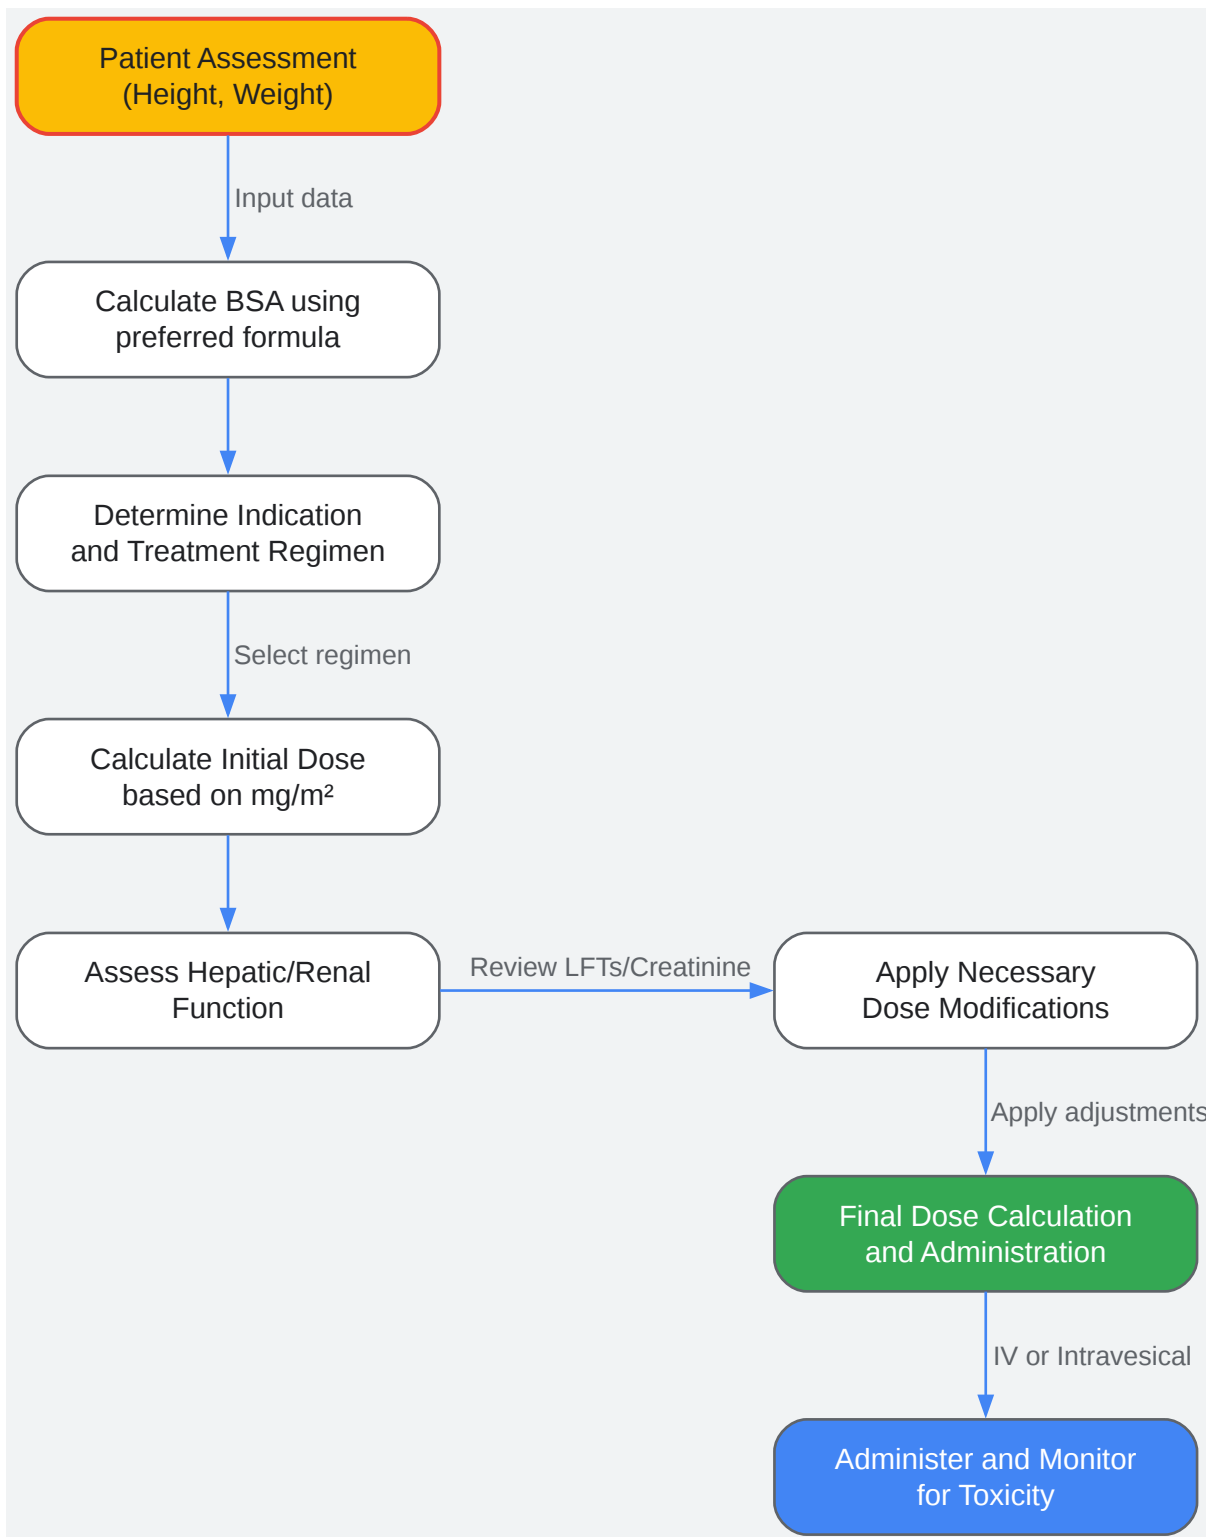 Patient Assessment
(Height, Weight)
Input data
Calculate BSA using
preferred formula
Determine Indication
and Treatment Regimen
Select regimen
Calculate Initial Dose
based on mg/m²
Assess Hepatic/Renal
Function
Review LFTs/Creatinine
Apply Necessary
Dose Modifications
Apply adjustments
Final Dose Calculation
and Administration
IV or Intravesical
Administer and Monitor
for Toxicity